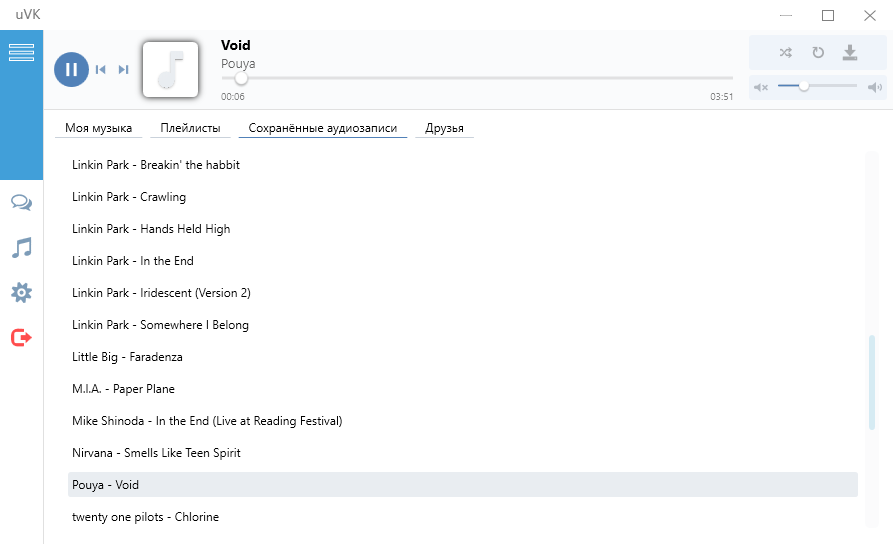 uVK
Void
Pouya
00:06
03:51
Моя музыка Плейлисты Сохранённые аудиозаписи Друзья
Linkin Park - Breakin' the habbit
Linkin Park - Crawling
Linkin Park - Hands Held High
Linkin Park - In the End
Linkin Park - Iridescent (Version 2)
Linkin Park - Somewhere I Belong
Little Big - Faradenza
M.I.A. - Paper Plane
Mike Shinoda - In the End (Live at Reading Festival)
Nirvana - Smells Like Teen Spirit
Pouya - Void
twenty one pilots - Chlorine